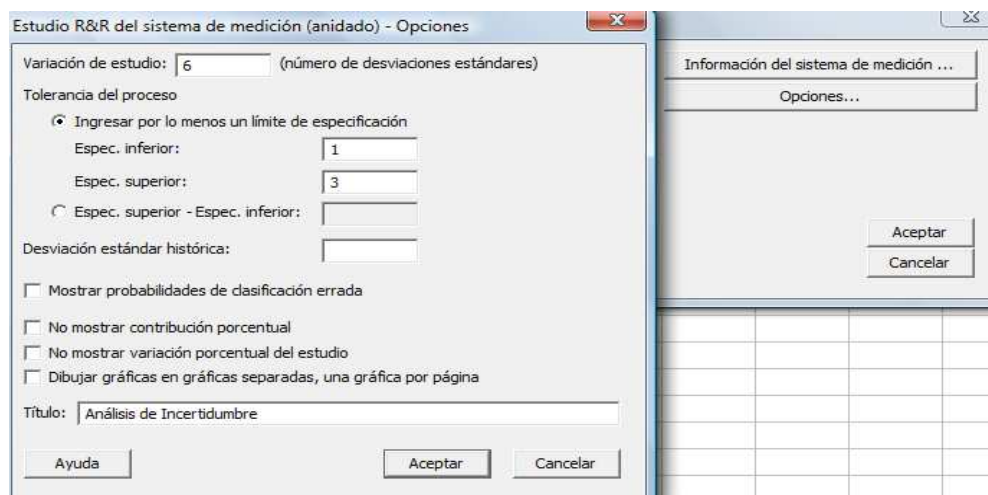 Estudio R&R del sistema de medición (anidado) - Opciones
Variación de estudio: 6 (número de desviaciones estándares)
Tolerancia del proceso
Ingresar por lo menos un límite de especificación
Espec. inferior: 1
Espec. superior: 3
Espec. superior - Espec. inferior:
Desviación estándar histórica:
Mostrar probabilidades de clasificación errada
No mostrar contribución porcentual
No mostrar variación porcentual del estudio
Dibujar gráficas en gráficas separadas, una gráfica por página
Título: Análisis de Incertidumbre
Ayuda
Aceptar
Cancelar
Información del sistema de medición ...
Opciones...
Aceptar
Cancelar